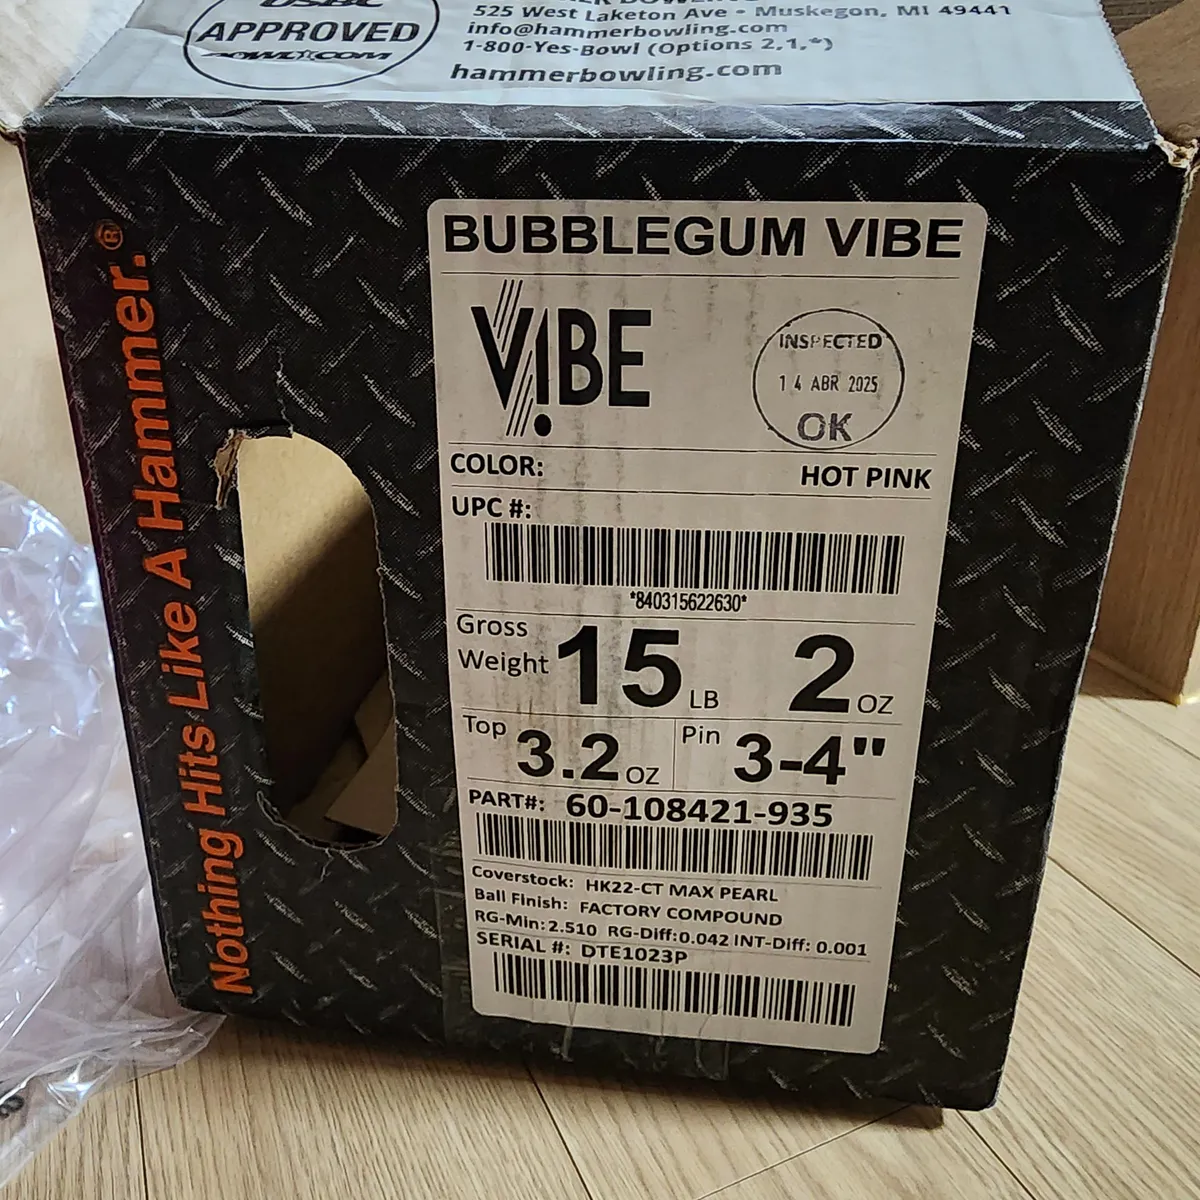 USBC
APPROVED
BOWL.COM
525 West Laketon Ave • Muskegon, MI 49441
info@hammerbowling.com
1-800-Yes-Bowl (Options 2,1,*)
hammerbowling.com
Nothing Hits Like A Hammer.®
BUBBLEGUM VIBE
VIBE
INSPECTED
14 ABR 2025
OK
COLOR: HOT PINK
UPC #:
*840315622630*
Gross Weight 15 LB 2 OZ
Top 3.2 OZ Pin 3-4"
PART#: 60-108421-935
Coverstock: HK22-CT MAX PEARL
Ball Finish: FACTORY COMPOUND
RG-Min: 2.510 RG-Diff: 0.042 INT-Diff: 0.001
SERIAL #: DTE1023P